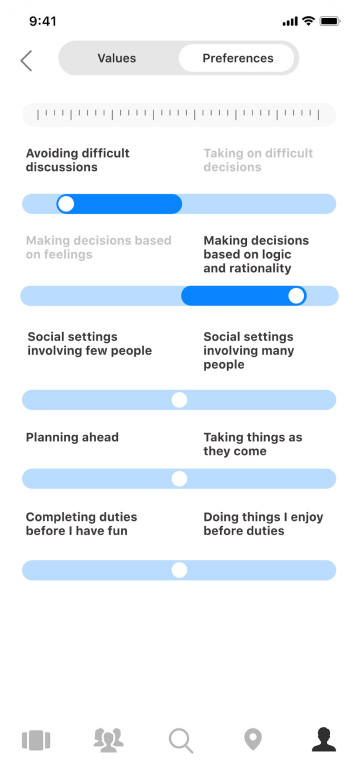 9:41
Values Preferences
Avoiding difficult
discussions
Taking on difficult
decisions
Making decisions based
on feelings
Making decisions
based on logic
and rationality
Social settings
involving few people
Social settings
involving many
people
Planning ahead
Taking things as
they come
Completing duties
before I have fun
Doing things I enjoy
before duties